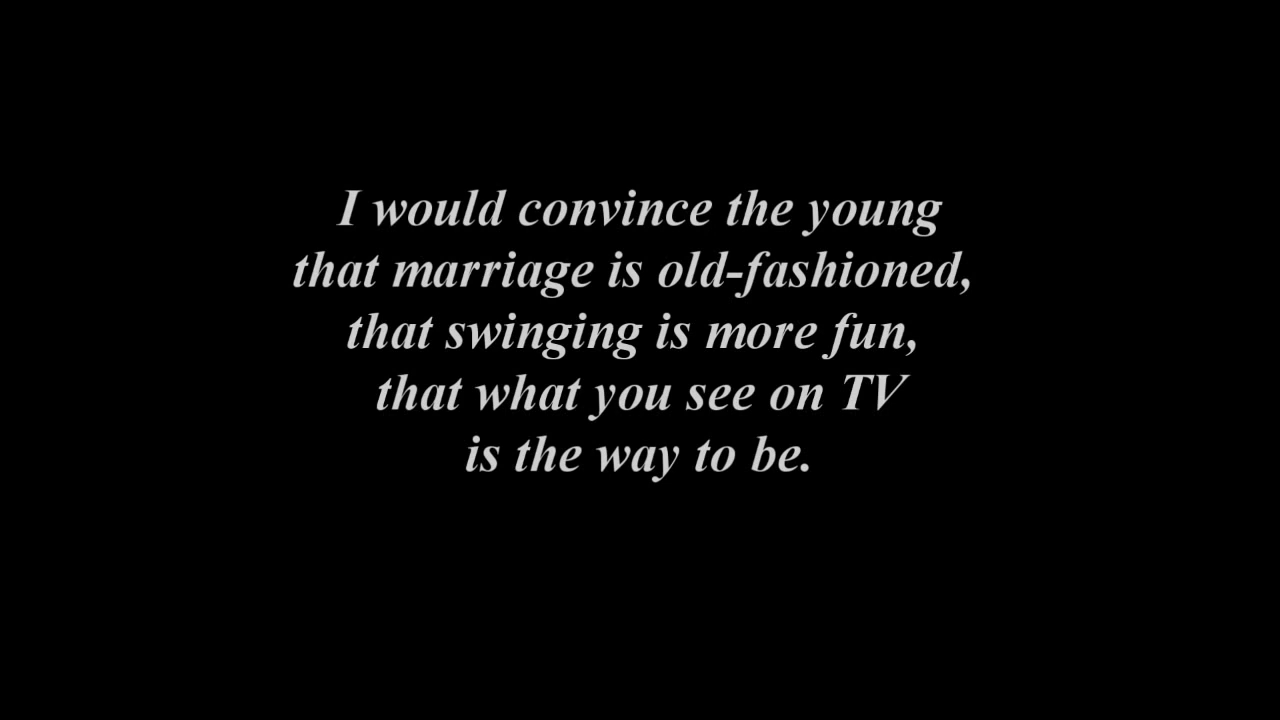 I would convince the young
that marriage is old-fashioned,
that swinging is more fun,
that what you see on TV
is the way to be.